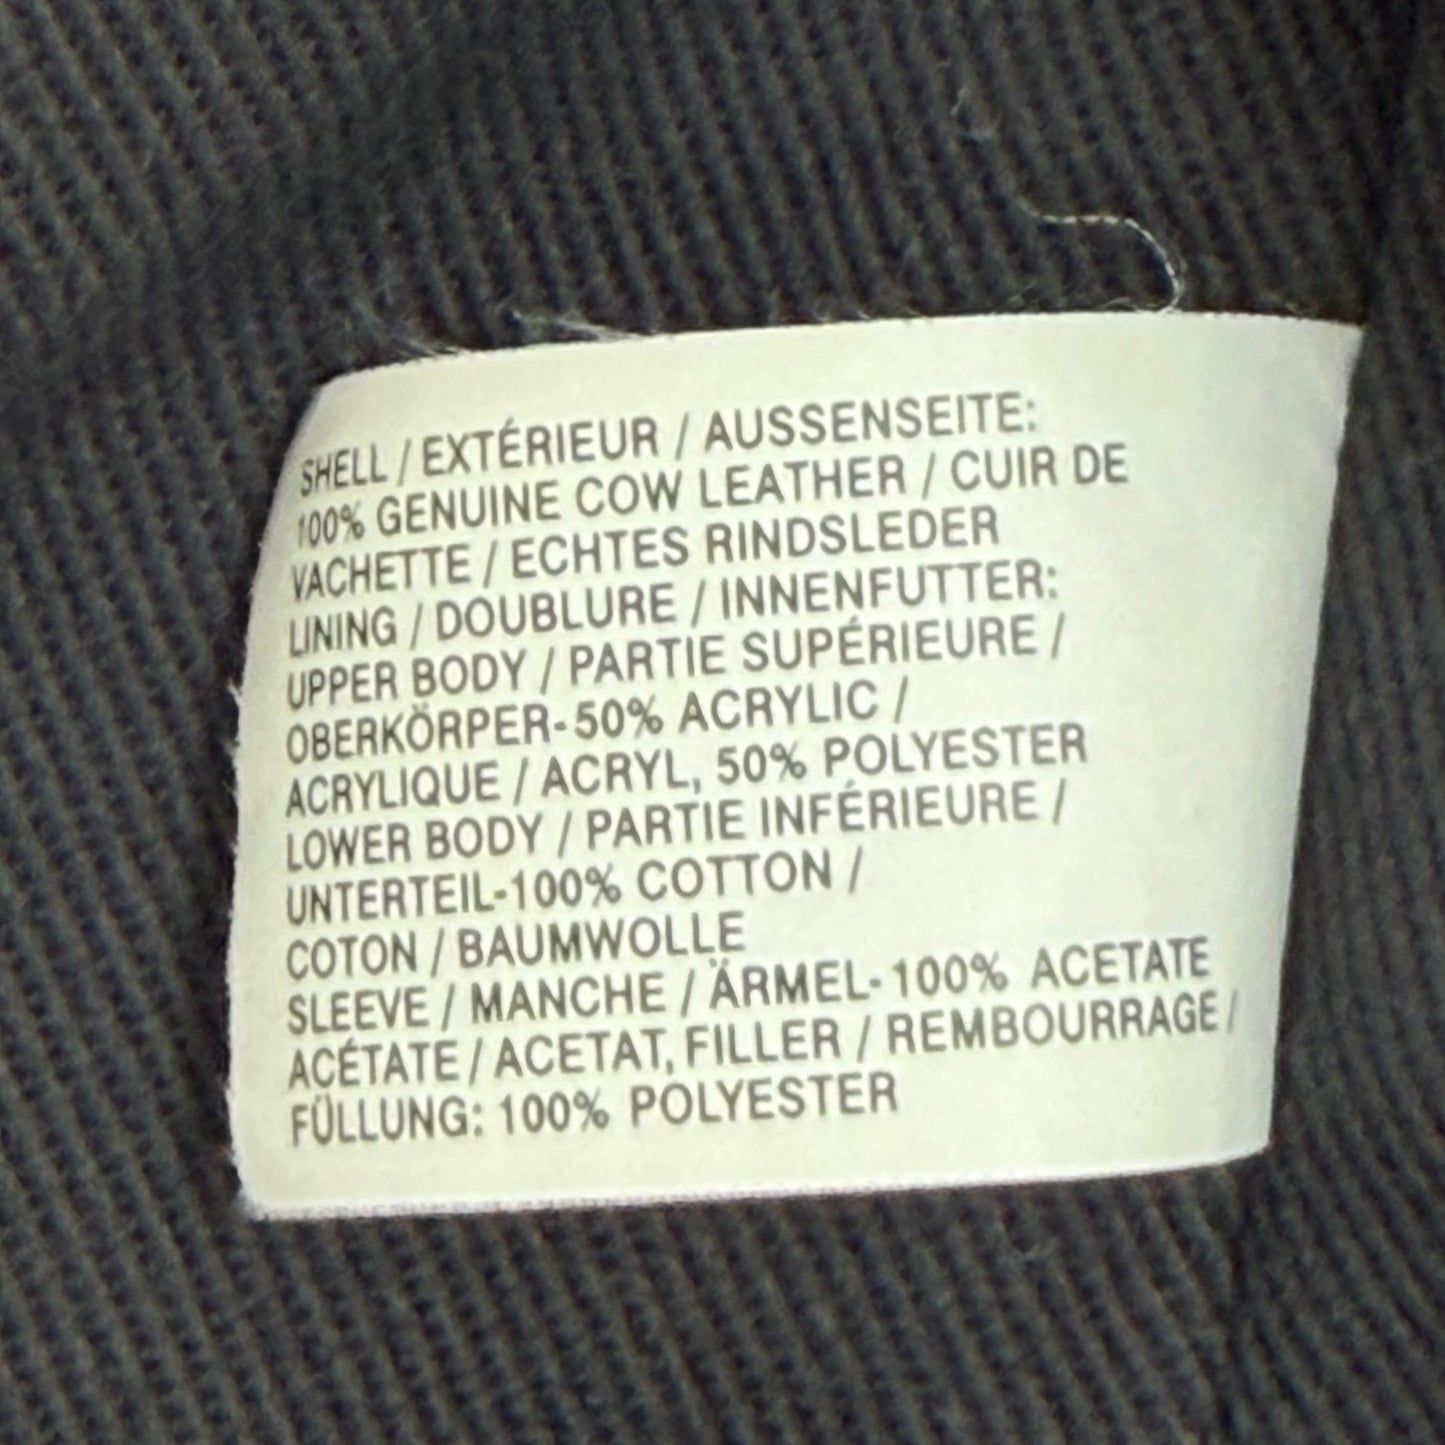 SHELL / EXTÉRIEUR / AUSSENSEITE:
100% GENUINE COW LEATHER / CUIR DE
VACHETTE / ECHTES RINDSLEDER
LINING / DOUBLURE / INNENFUTTER:
UPPER BODY / PARTIE SUPÉRIEURE /
OBERKÖRPER-50% ACRYLIC /
ACRYLIQUE / ACRYL, 50% POLYESTER
LOWER BODY / PARTIE INFÉRIEURE /
UNTERTEIL-100% COTTON /
COTON / BAUMWOLLE
SLEEVE / MANCHE / ÄRMEL-100% ACETATE
ACÉTATE / ACETAT, FILLER / REMBOURRAGE /
FÜLLUNG: 100% POLYESTER